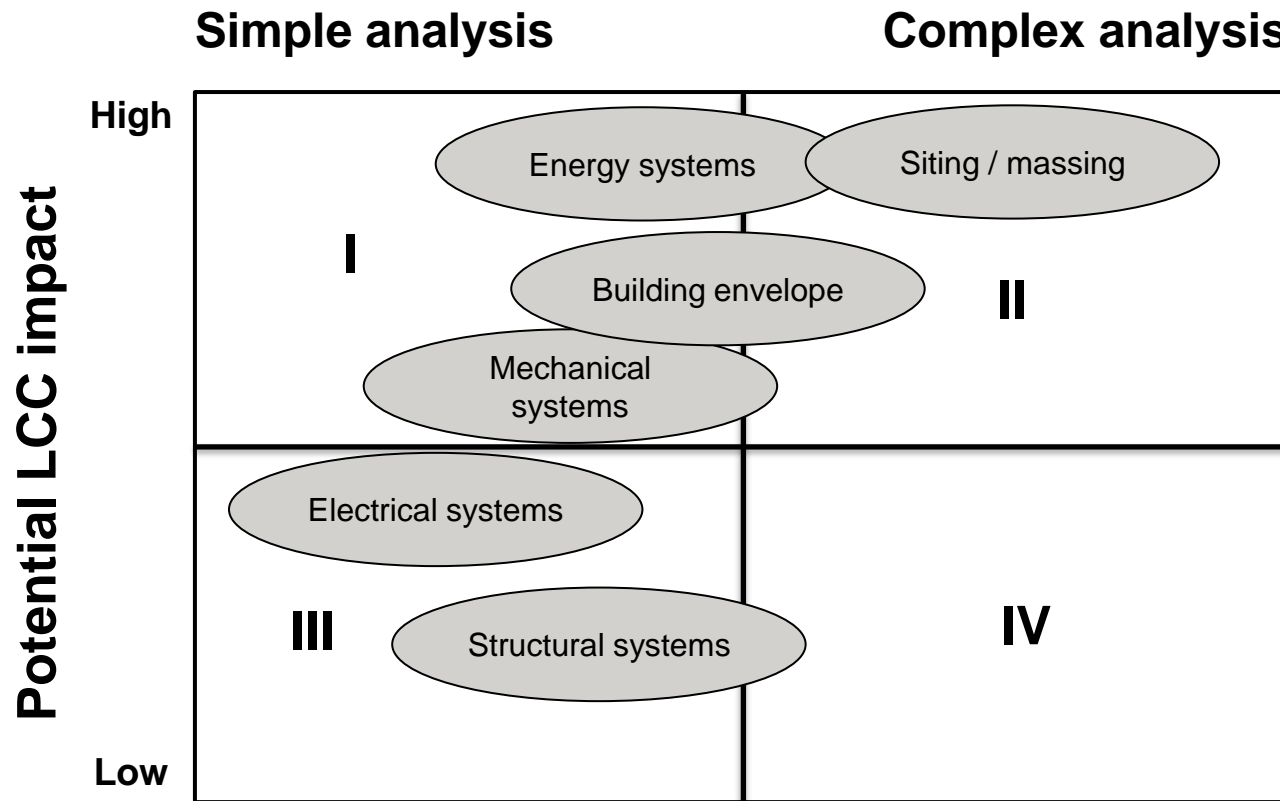 Simple analysis
Complex analysis
High
Energy systems
Siting / massing
I
Building envelope
II
Mechanical
systems
Potential LCC impact
Electrical systems
III
Structural systems
IV
Low